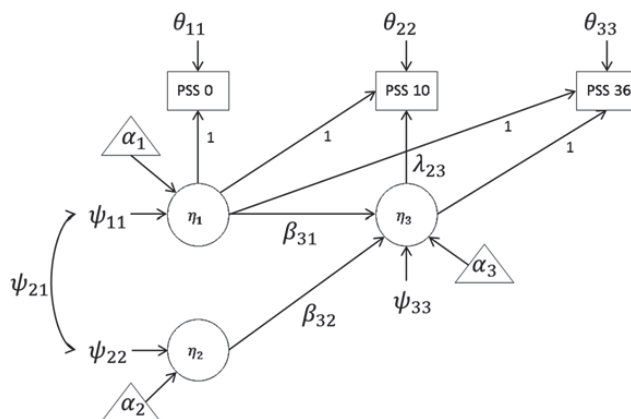 θ11 θ22 θ33
PSS 0 PSS 10 PSS 36
α1 1 1 1 λ23 1
ψ11 η1 β31 η3
ψ21 β32 ψ33 α3
ψ22 η2
α2